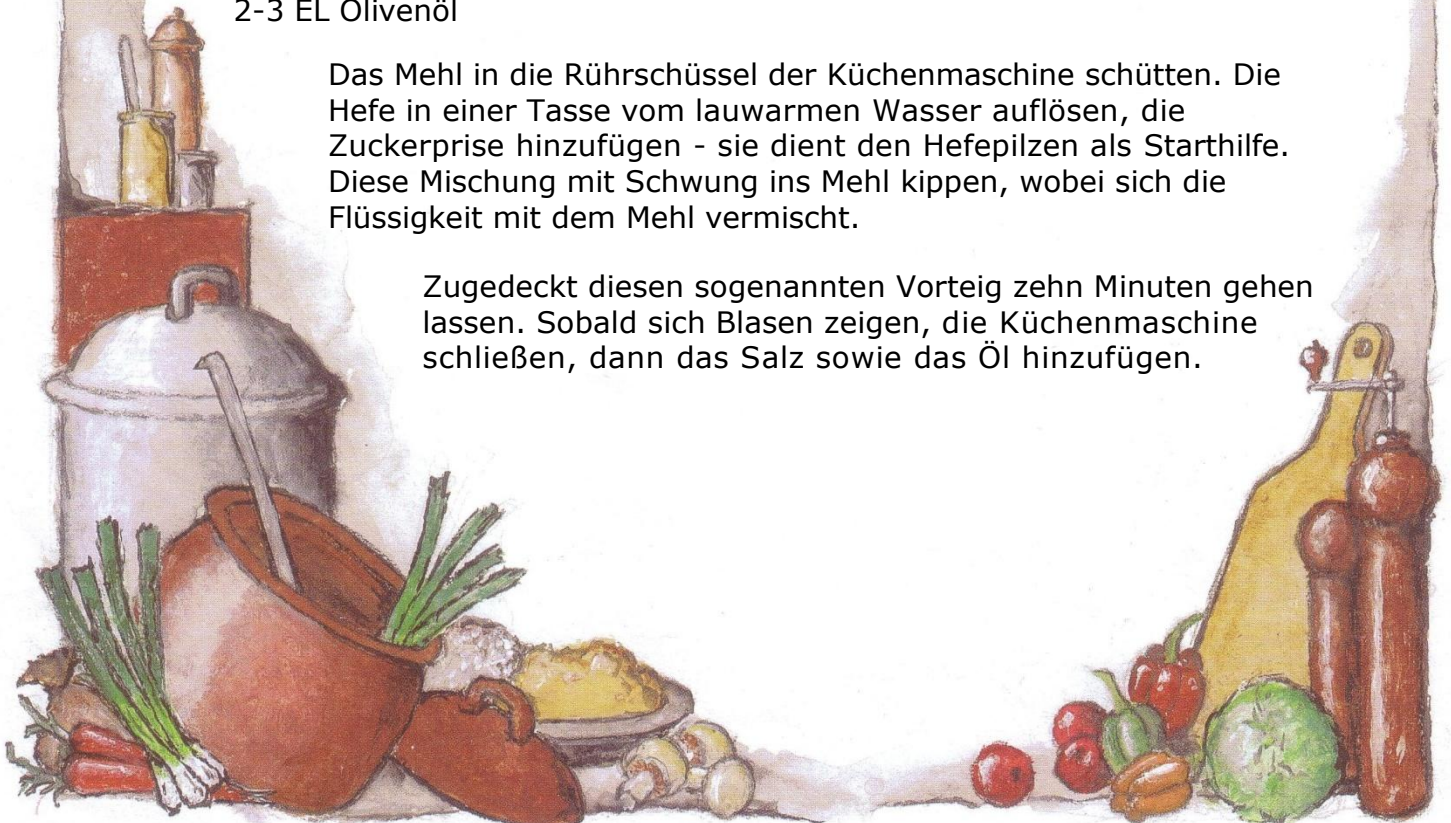 2-3 EL Olivenöl
Das Mehl in die Rührschüssel der Küchenmaschine schütten. Die
Hefe in einer Tasse vom lauwarmen Wasser auflösen, die
Zuckerprise hinzufügen - sie dient den Hefepilzen als Starthilfe.
Diese Mischung mit Schwung ins Mehl kippen, wobei sich die
Flüssigkeit mit dem Mehl vermischt.
Zugedeckt diesen sogenannten Vorteig zehn Minuten gehen
lassen. Sobald sich Blasen zeigen, die Küchenmaschine
schließen, dann das Salz sowie das Öl hinzufügen.